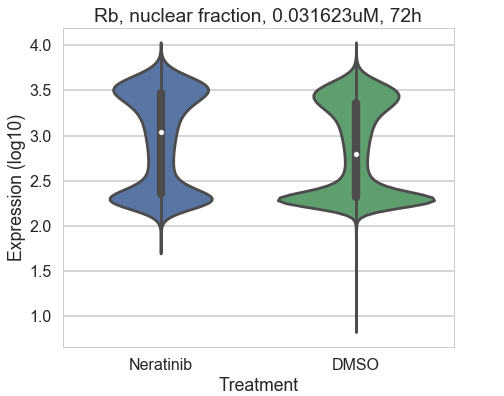 Rb, nuclear fraction, 0.031623uM, 72h
4.0
3.5
3.0
2.5
2.0
1.5
1.0
Expression (log10)
Neratinib
DMSO
Treatment